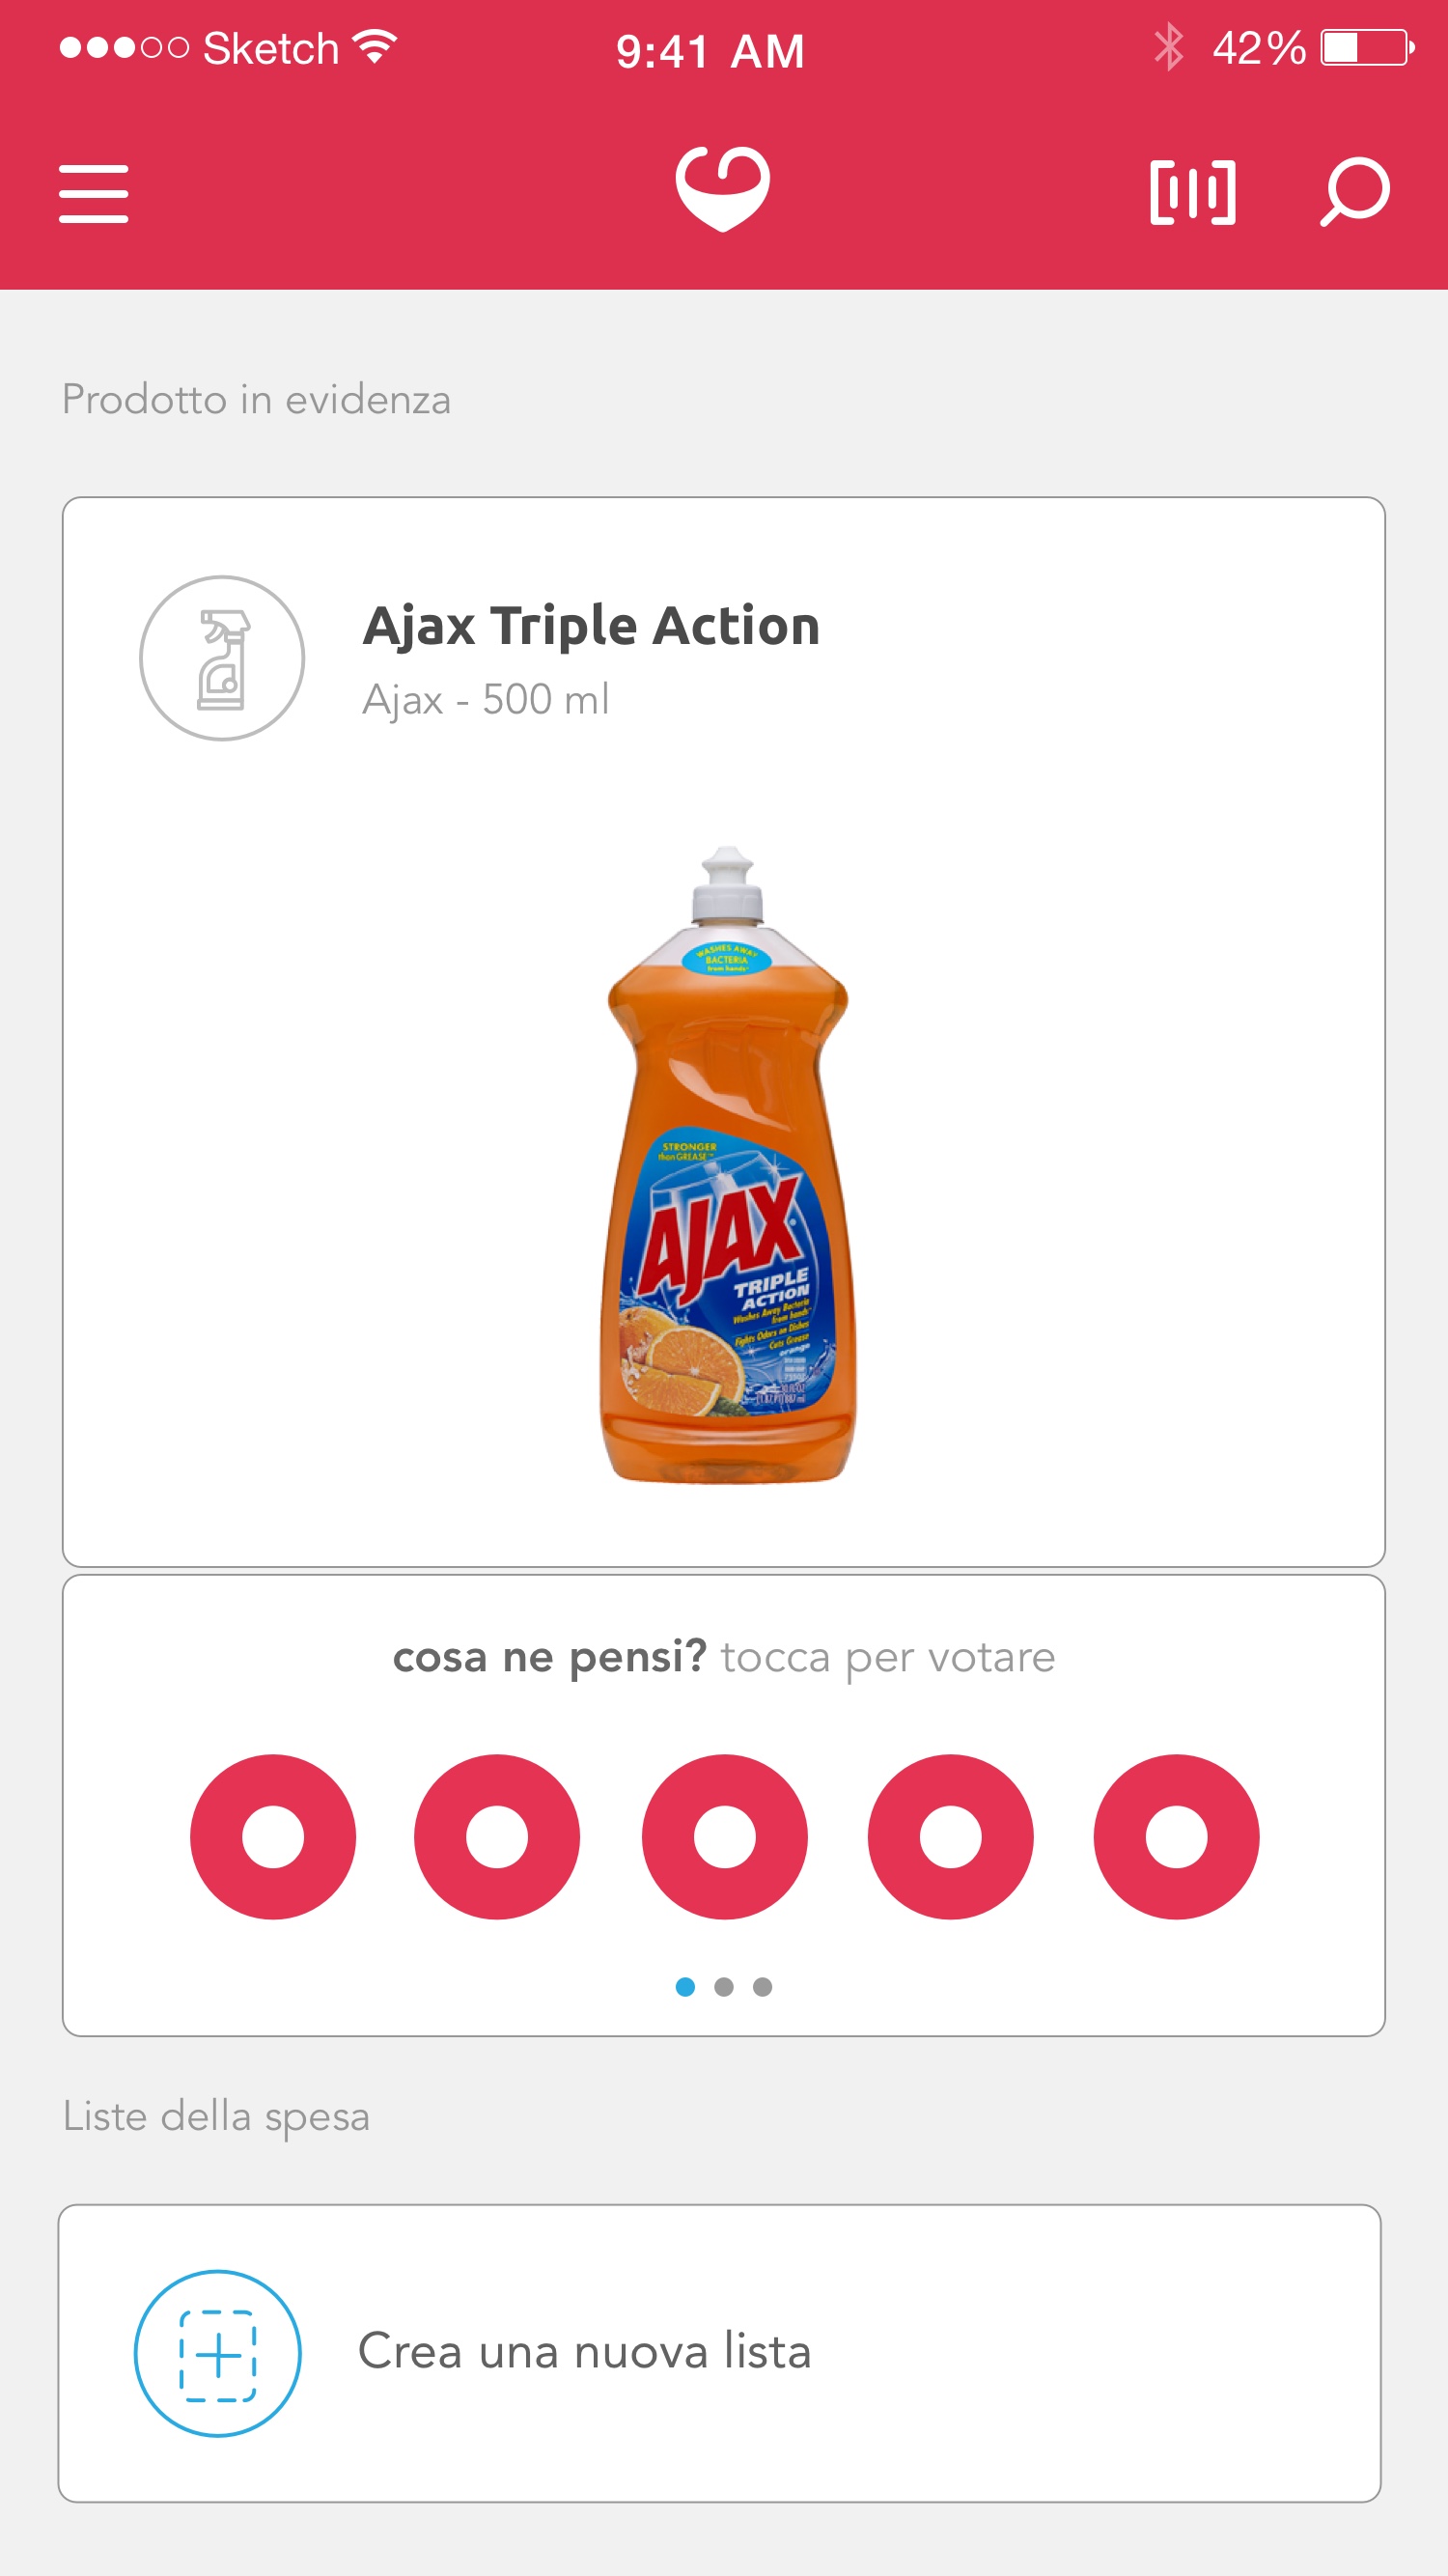 Sketch 9:41 AM 42%
Prodotto in evidenza
Ajax Triple Action
Ajax - 500 ml
WASHES AWAY
BACTERIA
from hands*
STRONGER
than GREASE™
AJAX
TRIPLE
ACTION
Washes Away Bacteria
from hands*
Fights Odors on Dishes
Cuts Grease
orange
cosa ne pensi? tocca per votare
Liste della spesa
Crea una nuova lista